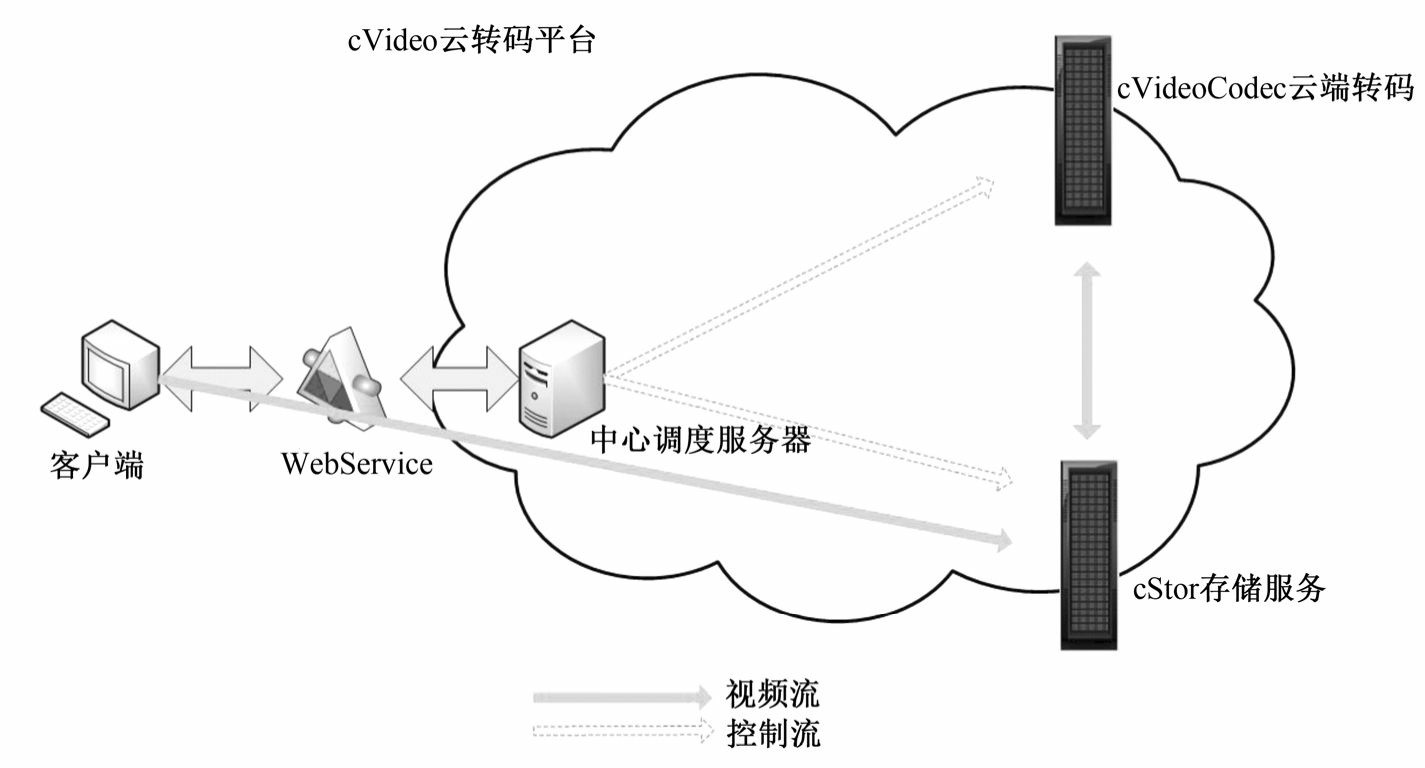 cVideo云转码平台
cVideoCodec云端转码
中心调度服务器
客户端
WebService
cStor存储服务
视频流
控制流